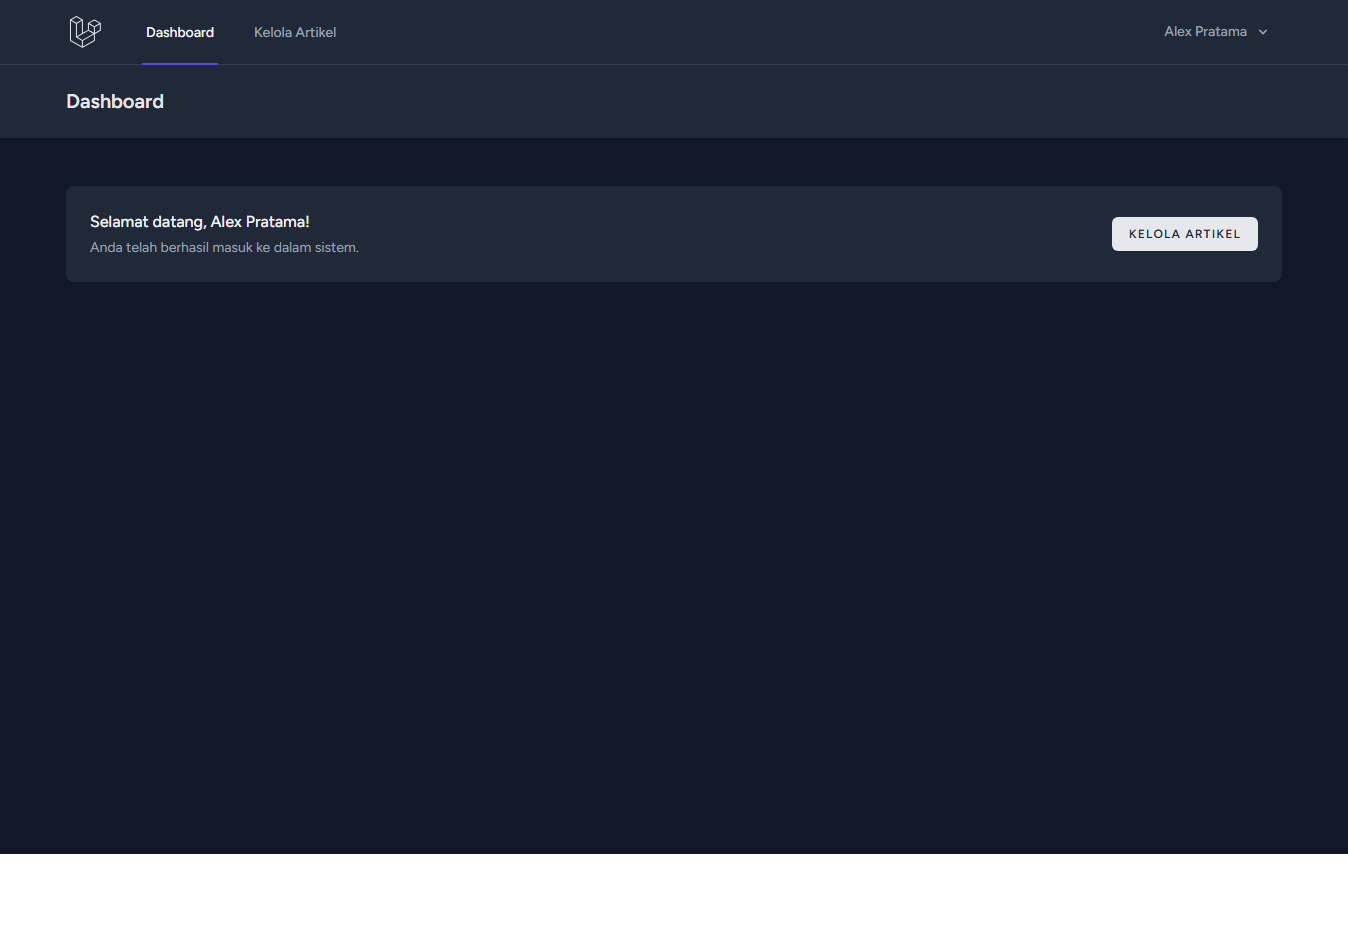 Dashboard
Kelola Artikel
Alex Pratama
Dashboard
Selamat datang, Alex Pratama!
Anda telah berhasil masuk ke dalam sistem.
KELOLA ARTIKEL